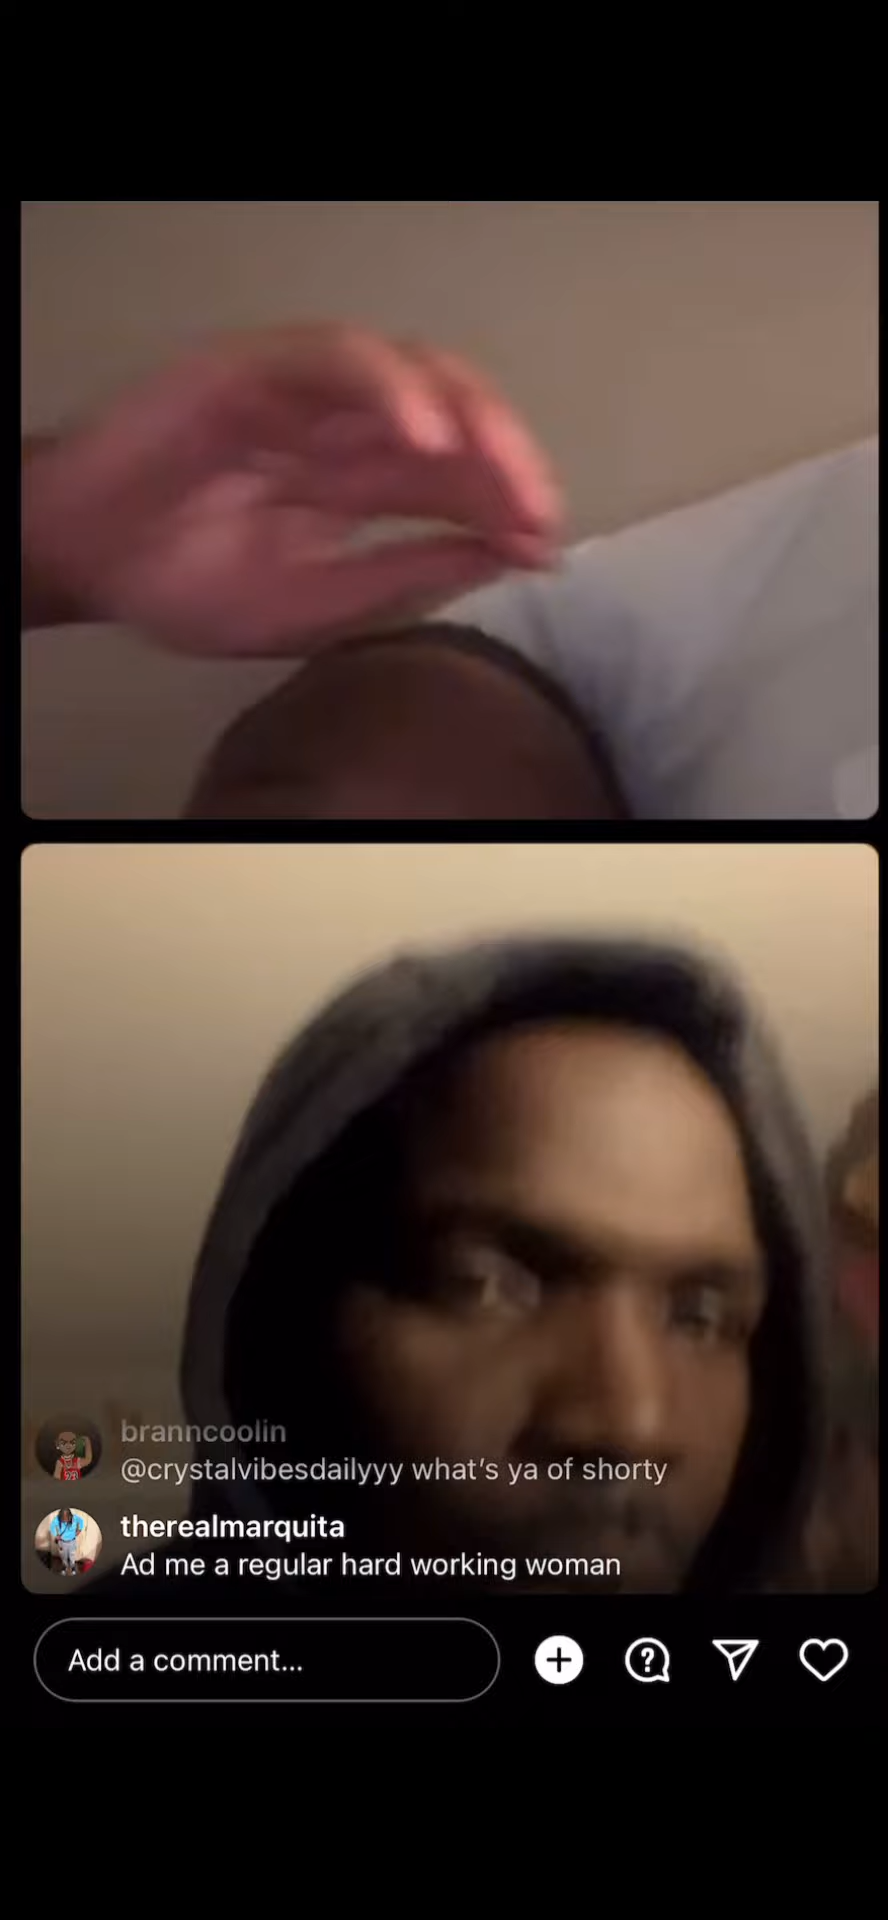 branncoolin
@crystalvibesdailyyy what's ya of shorty
therealmarquita
Ad me a regular hard working woman
Add a comment...